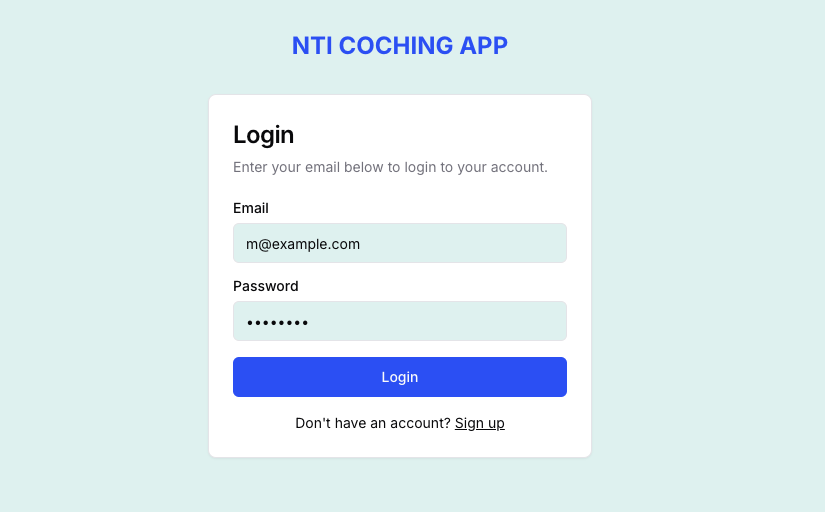 NTI COCHING APP
Login
Enter your email below to login to your account.
Email
m@example.com
Password
••••••••
Login
Don't have an account? Sign up